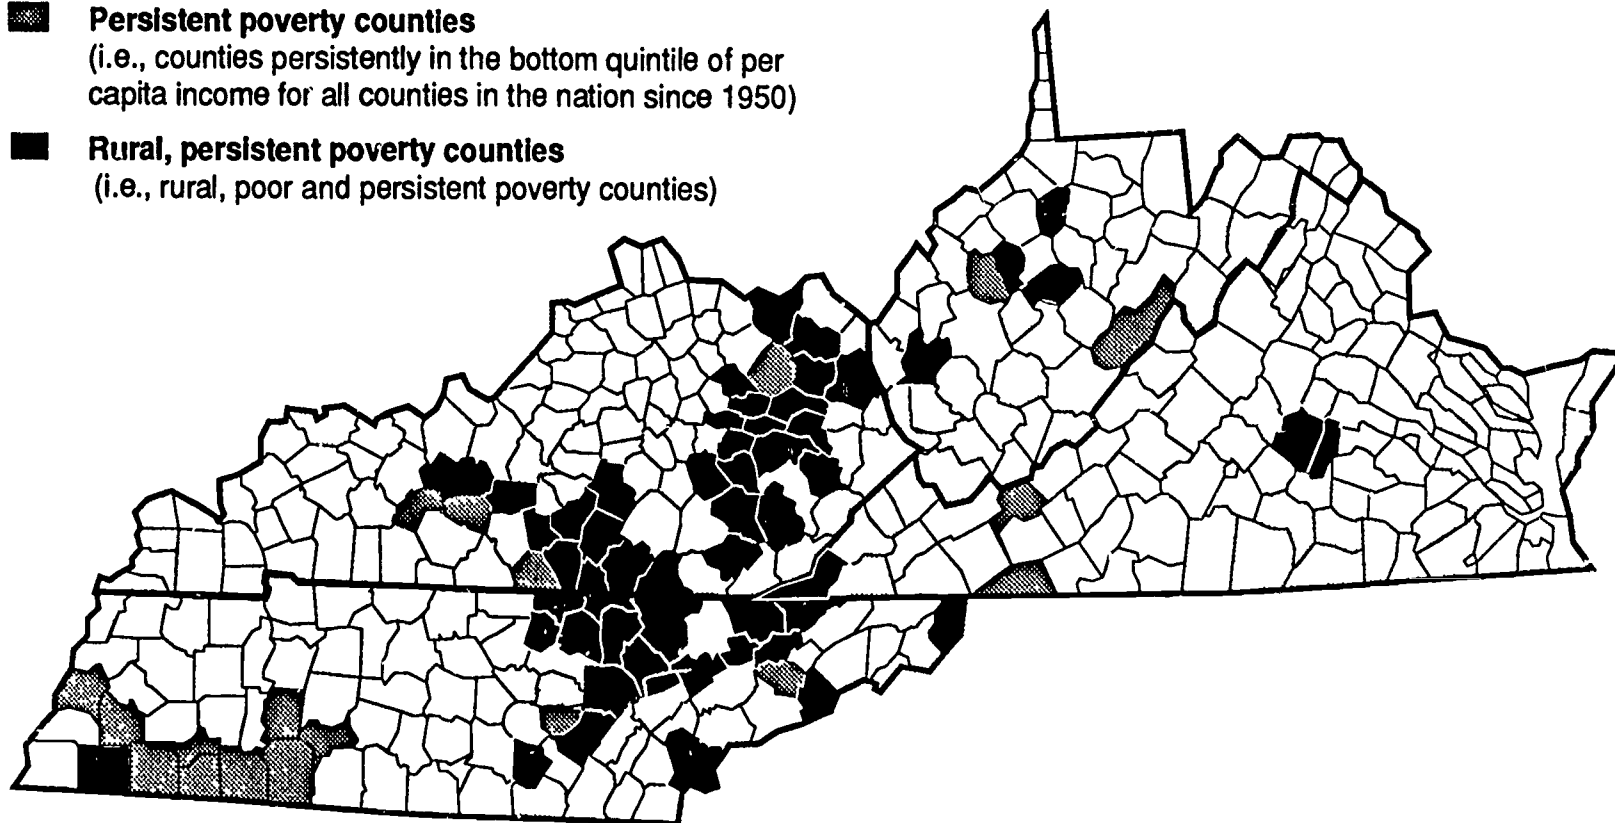 Persistent poverty counties
(i.e., counties persistently in the bottom quintile of per
capita income for all counties in the nation since 1950)
Rural, persistent poverty counties
(i.e., rural, poor and persistent poverty counties)